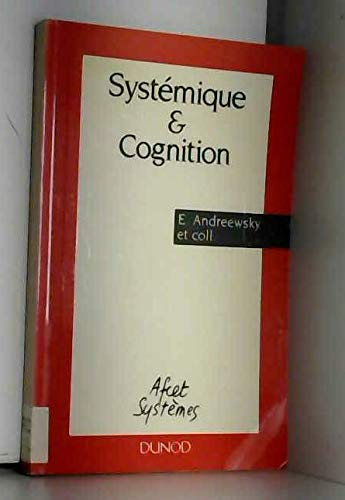 Systémique
&
Cognition
E Andreewsky
et coll
Afcet
Systèmes
DUNOD